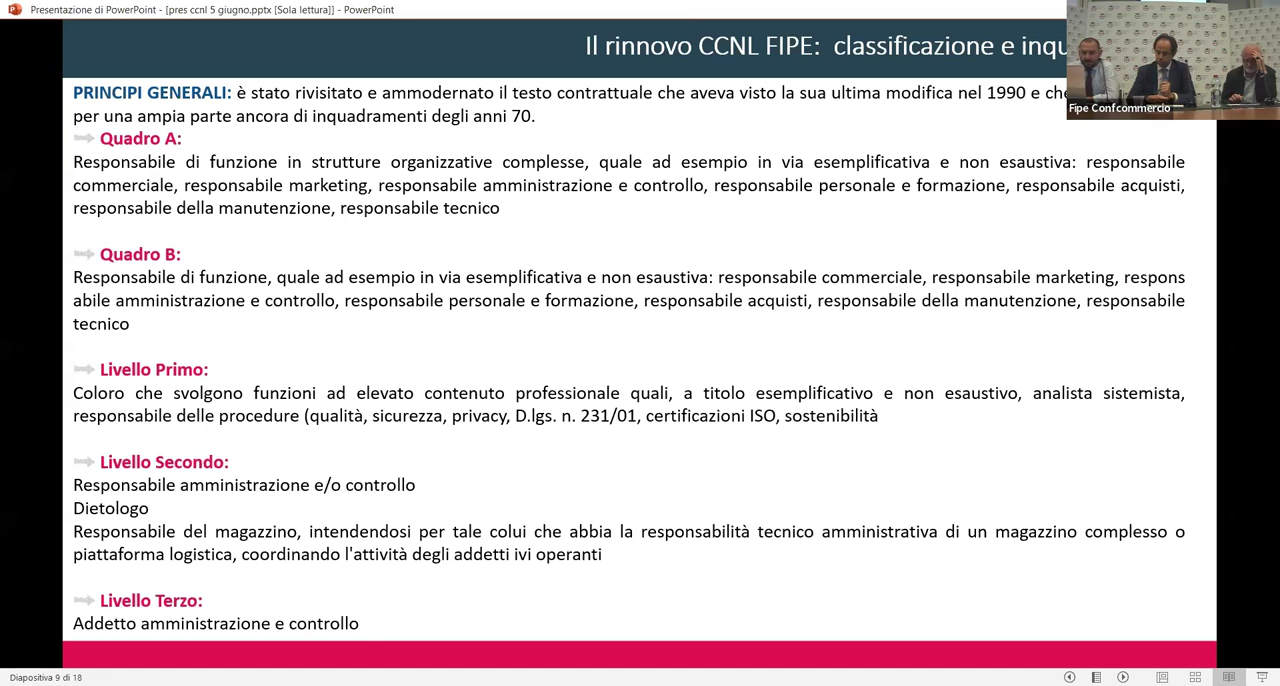 Presentazione di PowerPoint - [pres ccnl 5 giugno.pptx [Sola lettura]] - PowerPoint
Il rinnovo CCNL FIPE: classificazione e inqu
Fipe Confcommercio
PRINCIPI GENERALI: è stato rivisitato e ammodernato il testo contrattuale che aveva visto la sua ultima modifica nel 1990 e che
per una ampia parte ancora di inquadramenti degli anni 70.
Quadro A:
Responsabile di funzione in strutture organizzative complesse, quale ad esempio in via esemplificativa e non esaustiva: responsabile
commerciale, responsabile marketing, responsabile amministrazione e controllo, responsabile personale e formazione, responsabile acquisti,
responsabile della manutenzione, responsabile tecnico
Quadro B:
Responsabile di funzione, quale ad esempio in via esemplificativa e non esaustiva: responsabile commerciale, responsabile marketing, respons
abile amministrazione e controllo, responsabile personale e formazione, responsabile acquisti, responsabile della manutenzione, responsabile
tecnico
Livello Primo:
Coloro che svolgono funzioni ad elevato contenuto professionale quali, a titolo esemplificativo e non esaustivo, analista sistemista,
responsabile delle procedure (qualità, sicurezza, privacy, D.lgs. n. 231/01, certificazioni ISO, sostenibilità
Livello Secondo:
Responsabile amministrazione e/o controllo
Dietologo
Responsabile del magazzino, intendendosi per tale colui che abbia la responsabilità tecnico amministrativa di un magazzino complesso o
piattaforma logistica, coordinando l'attività degli addetti ivi operanti
Livello Terzo:
Addetto amministrazione e controllo
Diapositiva 9 di 18